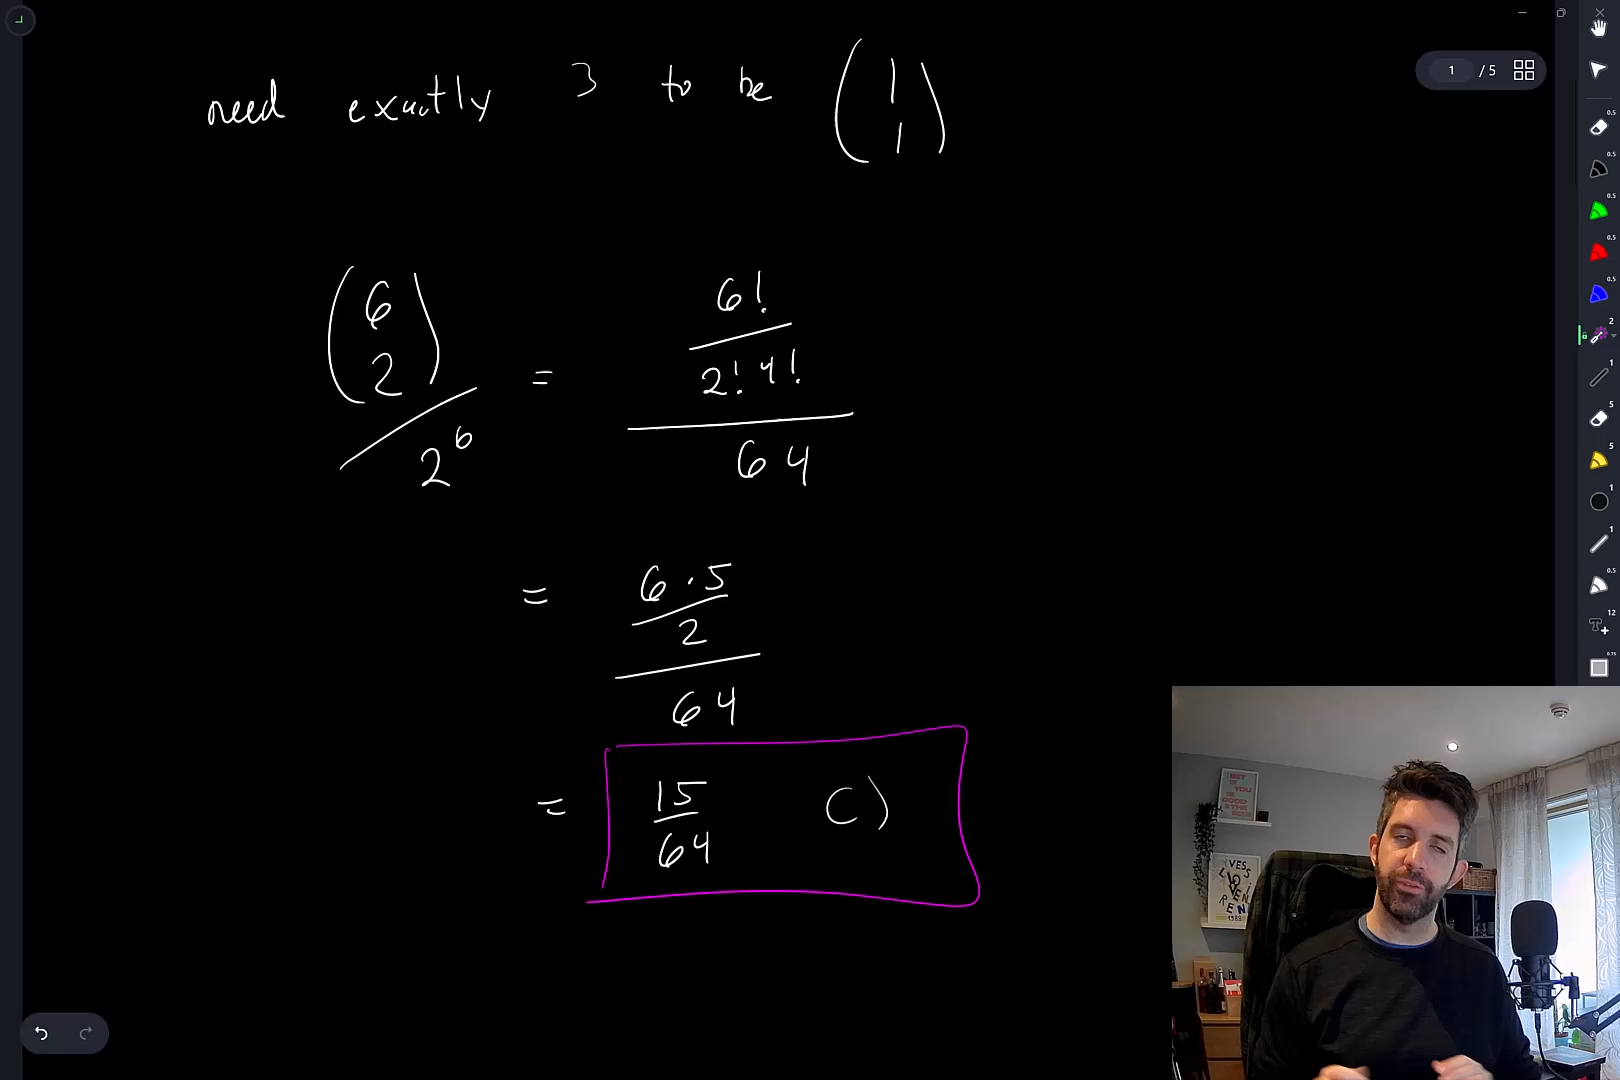 1 / 5
need exactly 3 to be (1 1)
(6 2) / 2^6 = 6! / 2! 4! / 64
= 6 · 5 / 2 / 64
= 15 / 64 C)